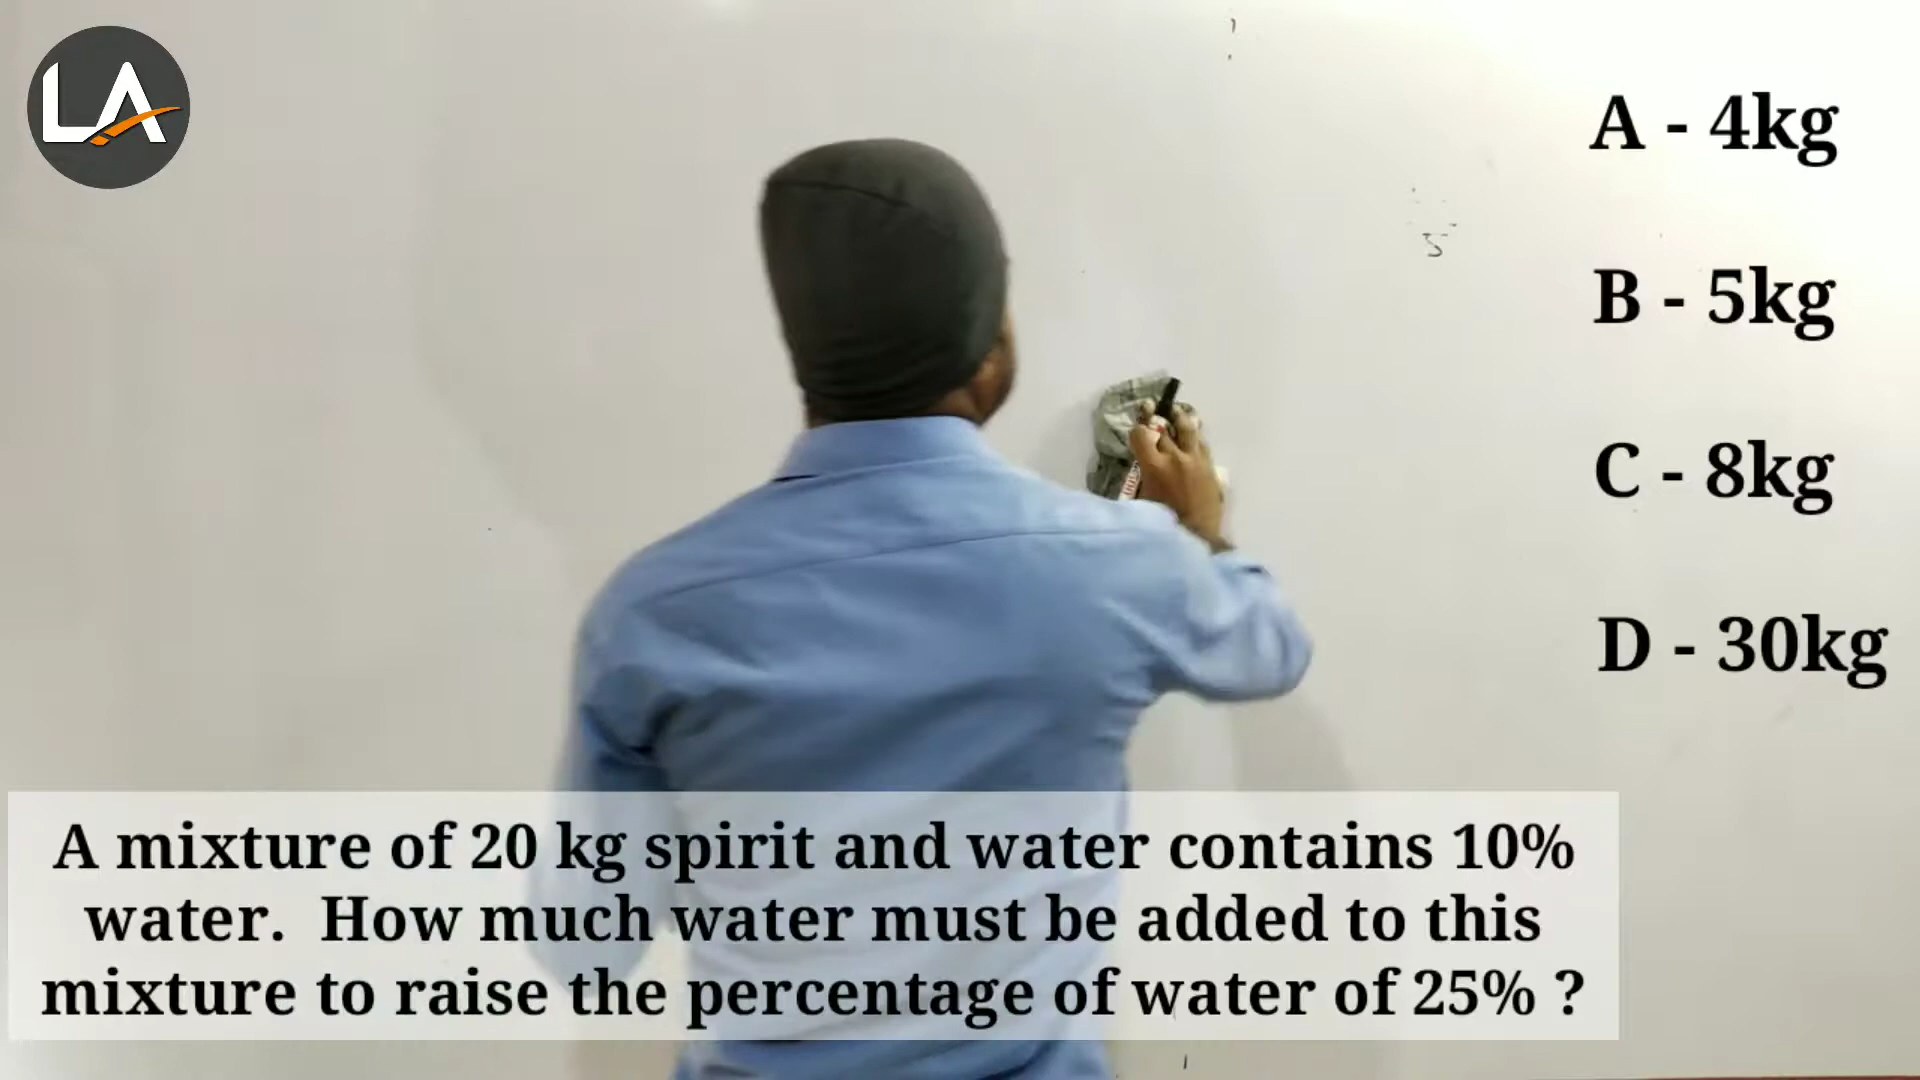 LA
A - 4kg
5
B - 5kg
C - 8kg
D - 30kg
A mixture of 20 kg spirit and water contains 10%
water. How much water must be added to this
mixture to raise the percentage of water of 25% ?